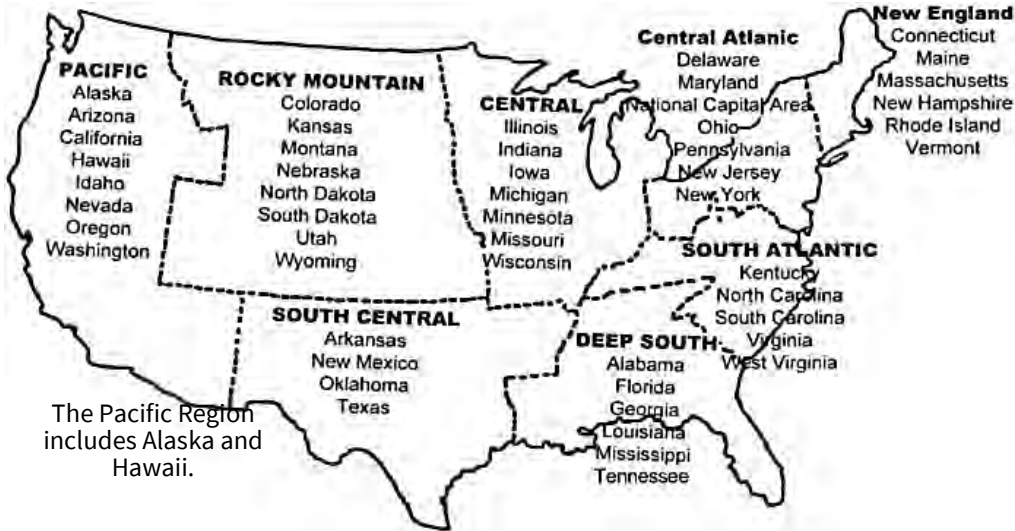 PACIFIC
Alaska
Arizona
California
Hawaii
Idaho
Nevada
Oregon
Washington
The Pacific Region
includes Alaska and
Hawaii.
ROCKY MOUNTAIN
Colorado
Kansas
Montana
Nebraska
North Dakota
South Dakota
Utah
Wyoming
SOUTH CENTRAL
Arkansas
New Mexico
Oklahoma
Texas
CENTRAL
Illinois
Indiana
Iowa
Michigan
Minnesota
Missouri
Wisconsin
Central Atlanic
Delaware
Maryland
National Capital Area
Ohio
Pennsylvania
New Jersey
New York
New England
Connecticut
Maine
Massachusetts
New Hampshire
Rhode Island
Vermont
SOUTH ATLANTIC
Kentucky
North Carolina
South Carolina
Virginia
West Virginia
DEEP SOUTH
Alabama
Florida
Georgia
Louisiana
Mississippi
Tennessee